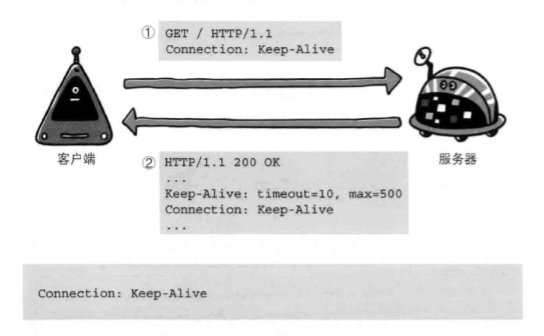 ① GET / HTTP/1.1
Connection: Keep-Alive
客户端
服务器
② HTTP/1.1 200 OK
...
Keep-Alive: timeout=10, max=500
Connection: Keep-Alive
...
Connection: Keep-Alive